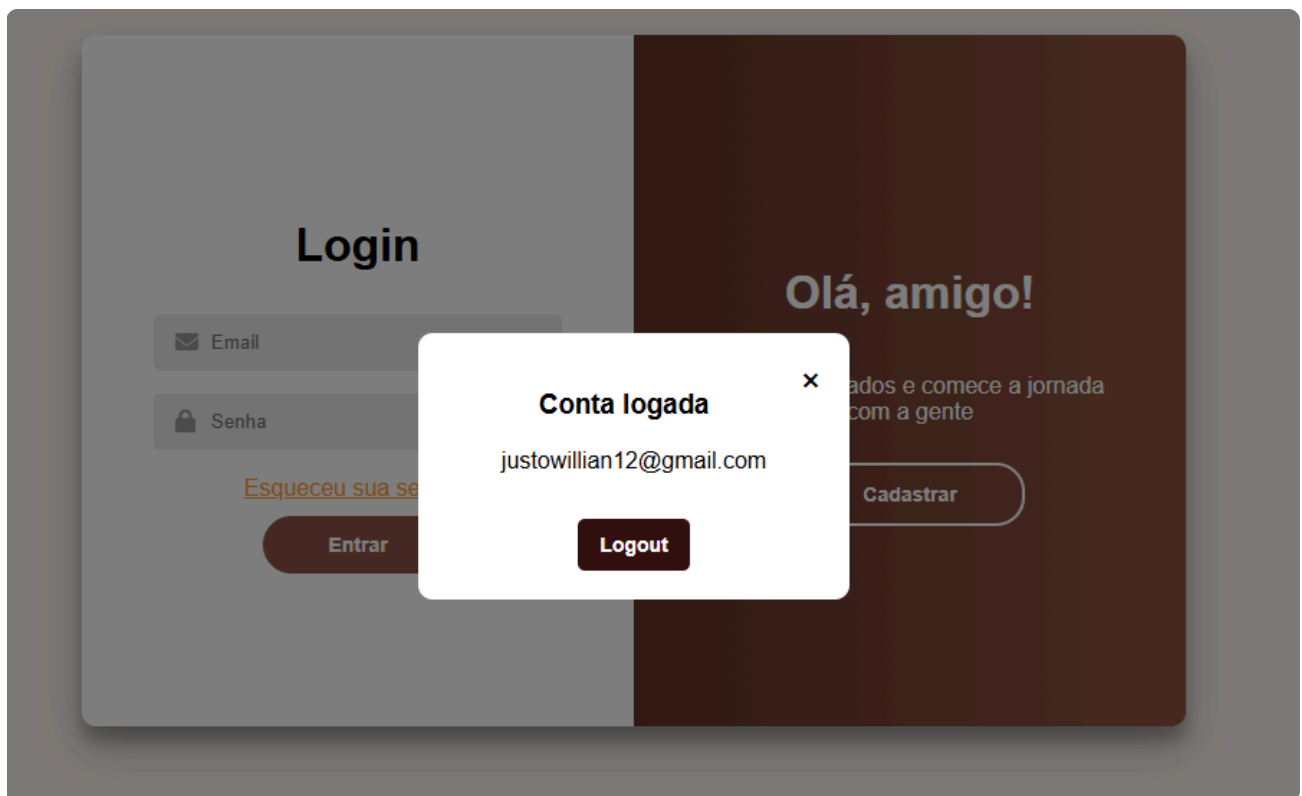 Login
Email
Senha
Esqueceu sua se
Entrar
Olá, amigo!
ados e comece a jornada
com a gente
Cadastrar
×
Conta logada
justowillian12@gmail.com
Logout